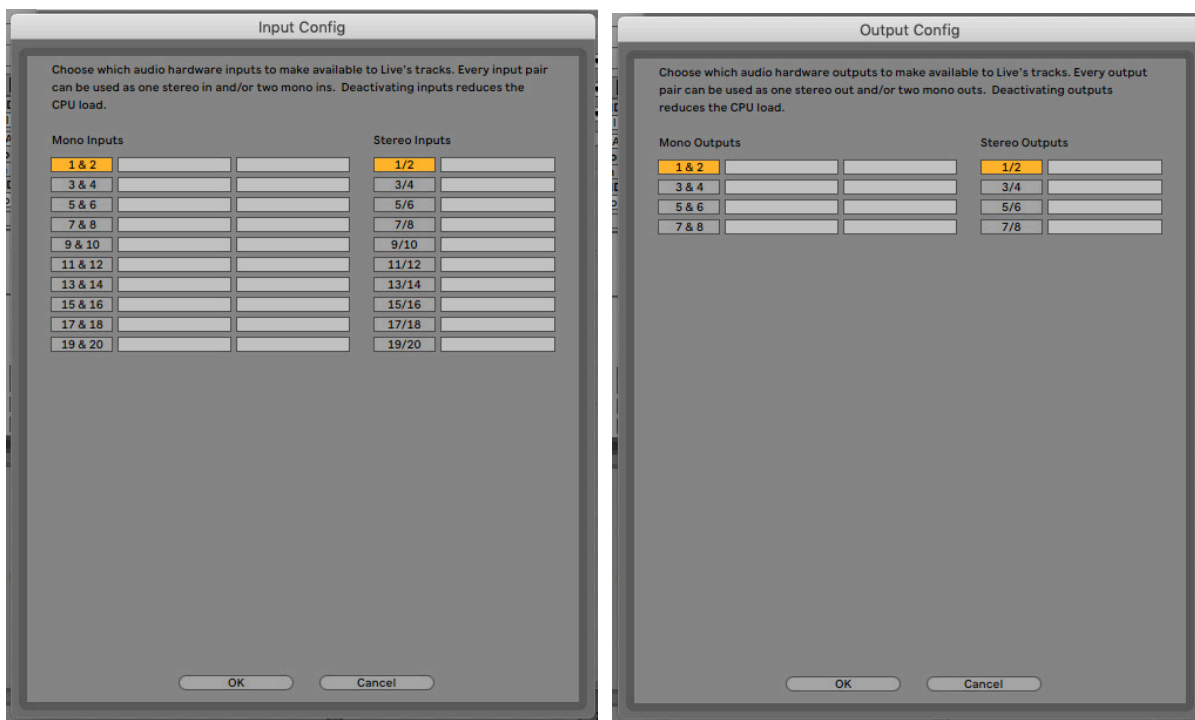 Input Config
Choose which audio hardware inputs to make available to Live's tracks. Every input pair
can be used as one stereo in and/or two mono ins.  Deactivating inputs reduces the
CPU load.
Mono Inputs
Stereo Inputs
1 & 2
1/2
3 & 4
3/4
5 & 6
5/6
7 & 8
7/8
9 & 10
9/10
11 & 12
11/12
13 & 14
13/14
15 & 16
15/16
17 & 18
17/18
19 & 20
19/20
OK
Cancel
Output Config
Choose which audio hardware outputs to make available to Live's tracks. Every output
pair can be used as one stereo out and/or two mono outs.  Deactivating outputs
reduces the CPU load.
Mono Outputs
Stereo Outputs
1 & 2
1/2
3 & 4
3/4
5 & 6
5/6
7 & 8
7/8
OK
Cancel